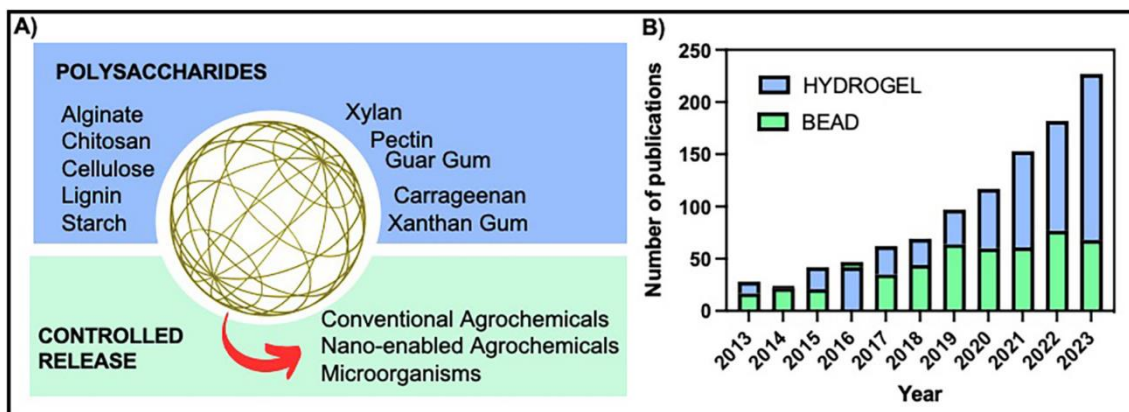 A)
POLYSACCHARIDES
Alginate
Chitosan
Cellulose
Lignin
Starch
Xylan
Pectin
Guar Gum
Carrageenan
Xanthan Gum
CONTROLLED
RELEASE
Conventional Agrochemicals
Nano-enabled Agrochemicals
Microorganisms
B)
Number of publications
250
200
150
100
50
0
HYDROGEL
BEAD
2013
2014
2015
2016
2017
2018
2019
2020
2021
2022
2023
Year